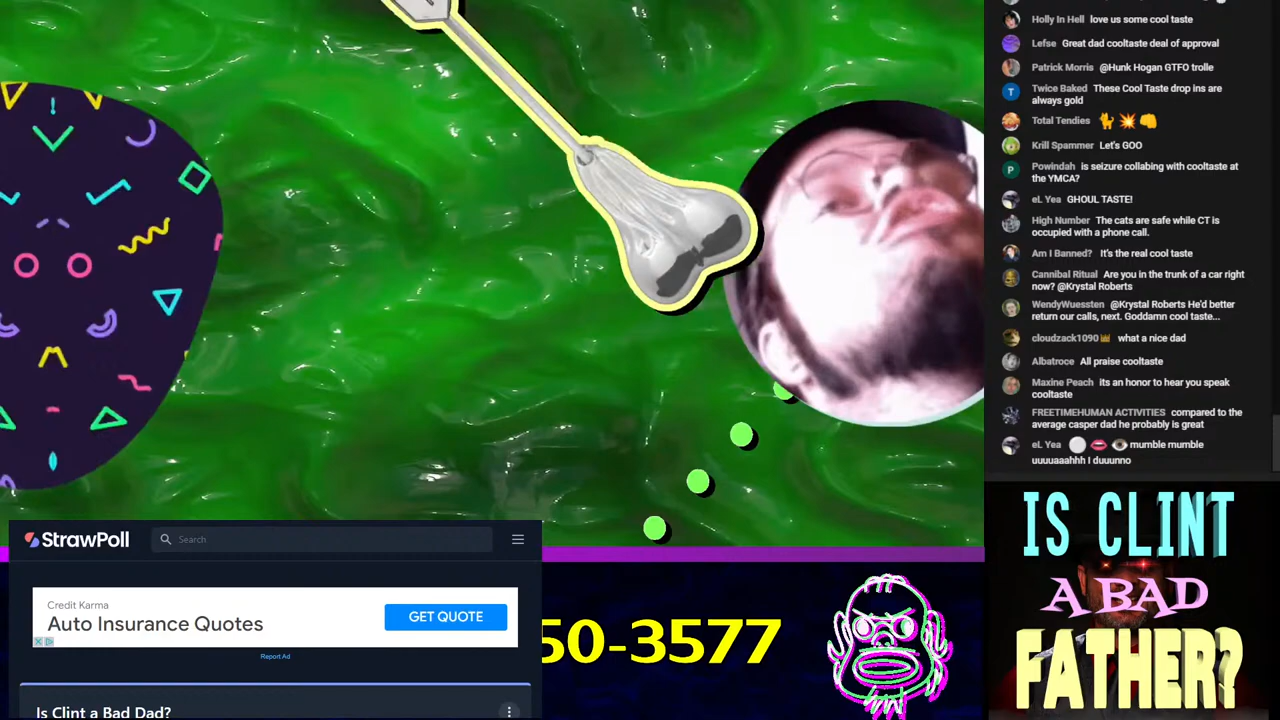 Holly In Hell love us some cool taste
Lefse Great dad cooltaste deal of approval
Patrick Morris @Hunk Hogan GTFO trolle
Twice Baked These Cool Taste drop ins are
always gold
Total Tendies
Krill Spammer Let's GOO
Powindah is seizure collabing with cooltaste at
the YMCA?
eL Yea GHOUL TASTE!
High Number The cats are safe while CT is
occupied with a phone call.
Am I Banned? It's the real cool taste
Cannibal Ritual Are you in the trunk of a car right
now? @Krystal Roberts
WendyWuessten @Krystal Roberts He'd better
return our calls, next. Goddamn cool taste...
cloudzack1090 what a nice dad
Albatroce All praise cooltaste
Maxine Peach its an honor to hear you speak
cooltaste
FREETIMEHUMAN ACTIVITIES compared to the
average casper dad he probably is great
eL Yea mumble mumble
uuuuaaahhh I duuunno
StrawPoll
Search
Credit Karma
Auto Insurance Quotes
GET QUOTE
Report Ad
Is Clint a Bad Dad?
50-3577
IS CLINT
A BAD
FATHER?